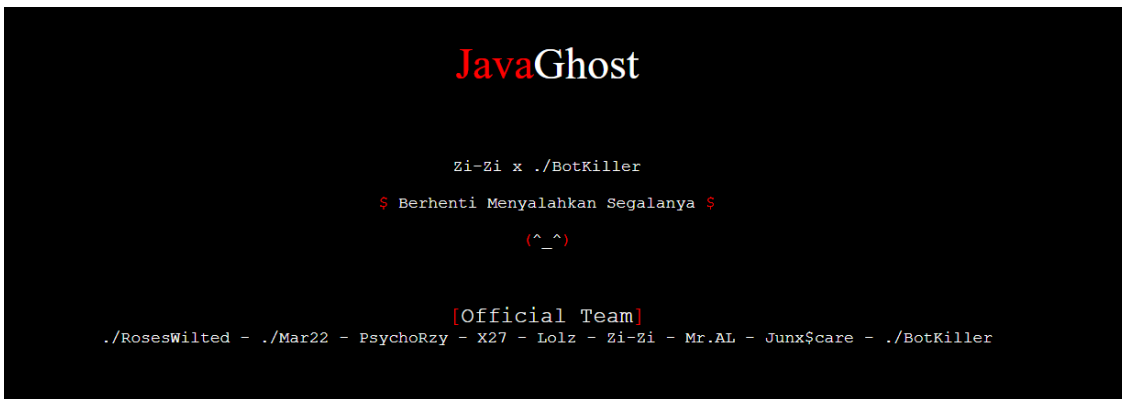 JavaGhost
Zi-Zi x ./BotKiller
$ Berhenti Menyalahkan Segalanya $
(^_^)
[Official Team]
./RosesWilted - ./Mar22 - PsychoRzy - X27 - Lolz - Zi-Zi - Mr.AL - Junx$care - ./BotKiller